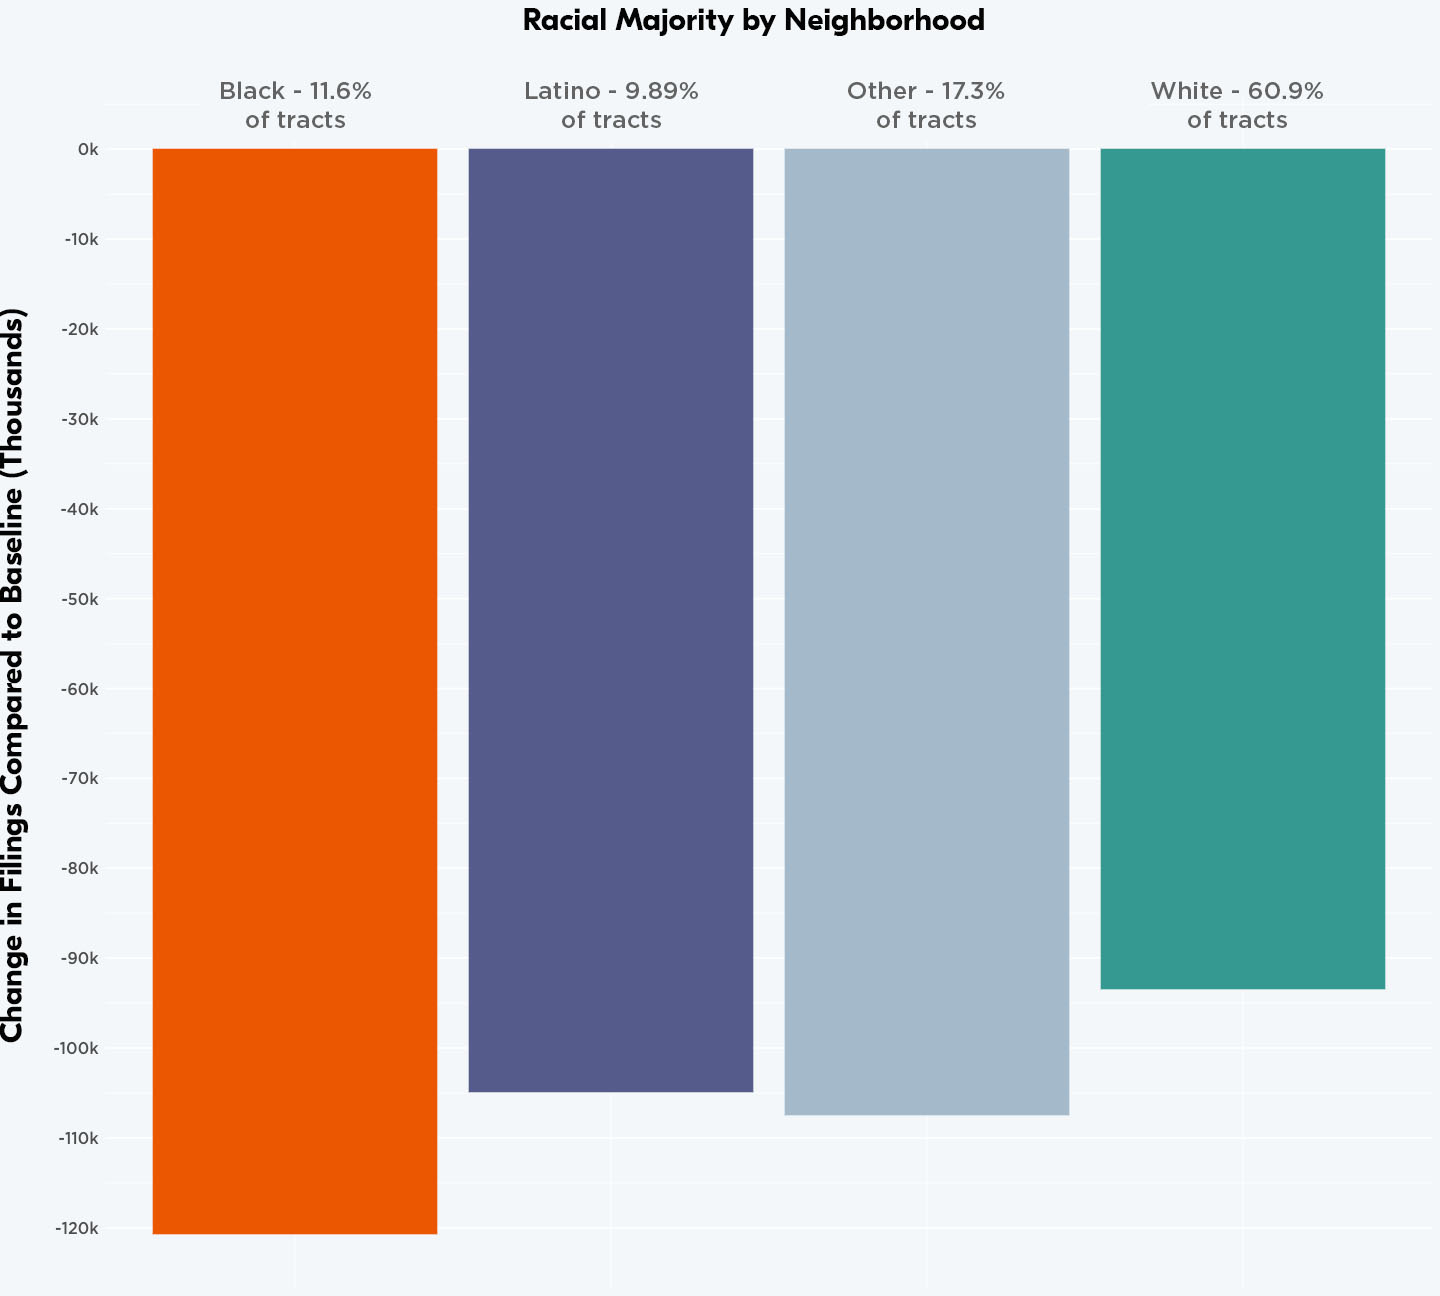 Racial Majority by Neighborhood
Black - 11.6%
of tracts
Latino - 9.89%
of tracts
Other - 17.3%
of tracts
White - 60.9%
of tracts
Change in Filings Compared to Baseline (Thousands)
0k
-10k
-20k
-30k
-40k
-50k
-60k
-70k
-80k
-90k
-100k
-110k
-120k